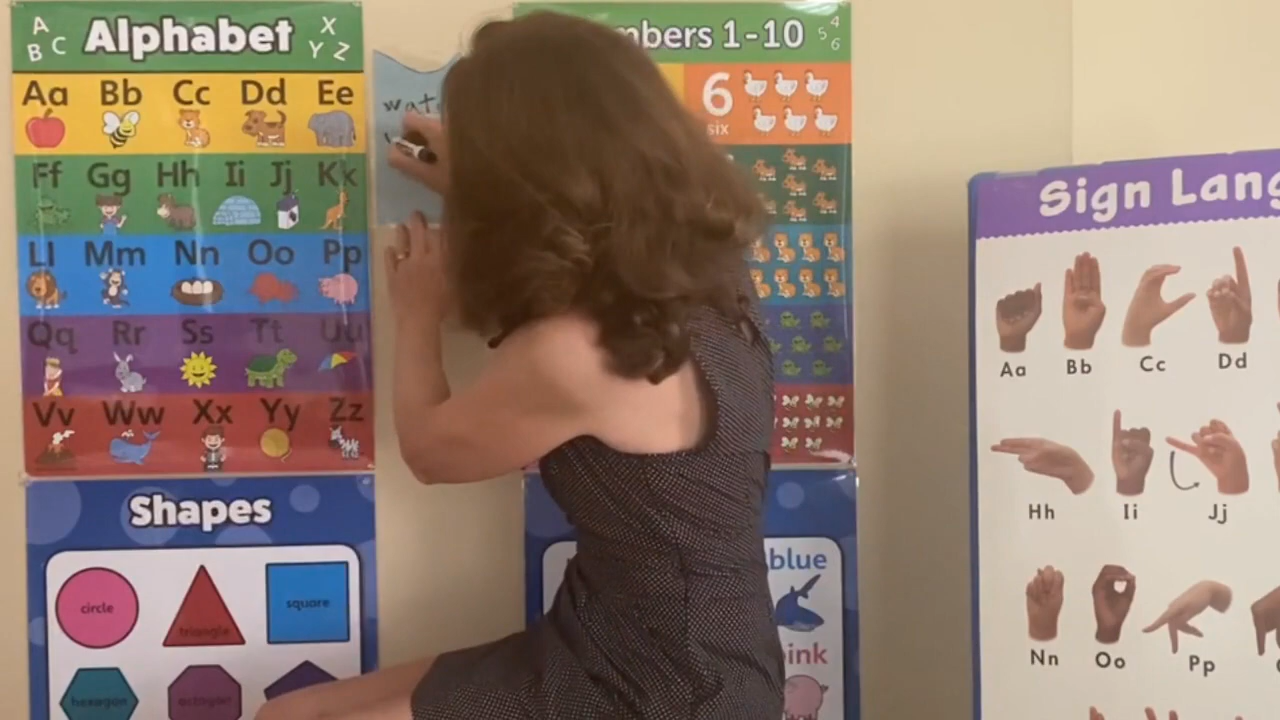 A B C Alphabet X Y Z
Aa Bb Cc Dd Ee
Ff Gg Hh Ii Jj Kk
Ll Mm Nn Oo Pp
Qq Rr Ss Tt Uu
Vv Ww Xx Yy Zz
Shapes
circle triangle square
hexagon octagon
wat
mbers 1-10 4 5 6
6
six
blue
pink
Sign Lang
Aa Bb Cc Dd
Hh Ii Jj
Nn Oo Pp